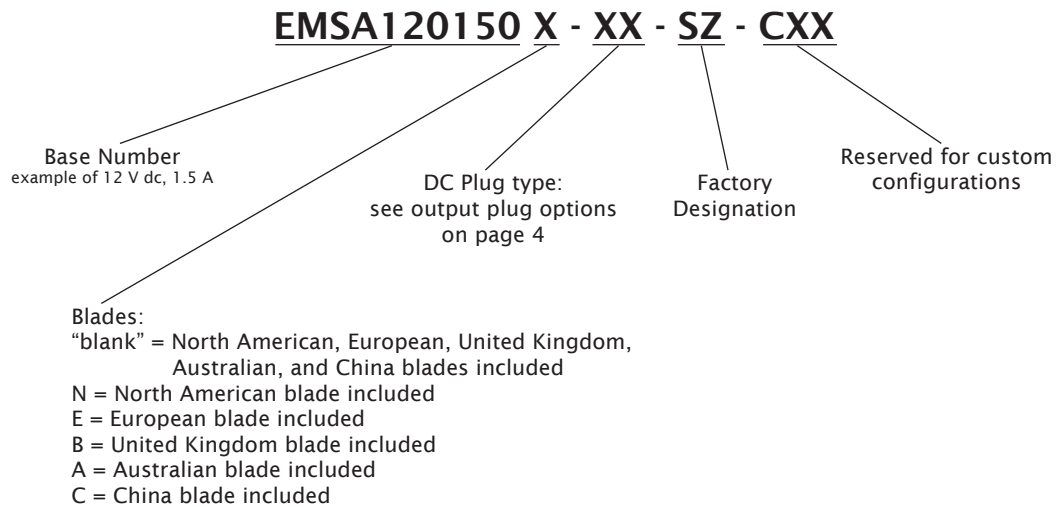 EMSA120150 X - XX - SZ - CXX
Base Number
example of 12 V dc, 1.5 A
DC Plug type:
see output plug options
on page 4
Factory
Designation
Reserved for custom
configurations
Blades:
“blank” = North American, European, United Kingdom,
Australian, and China blades included
N = North American blade included
E = European blade included
B = United Kingdom blade included
A = Australian blade included
C = China blade included